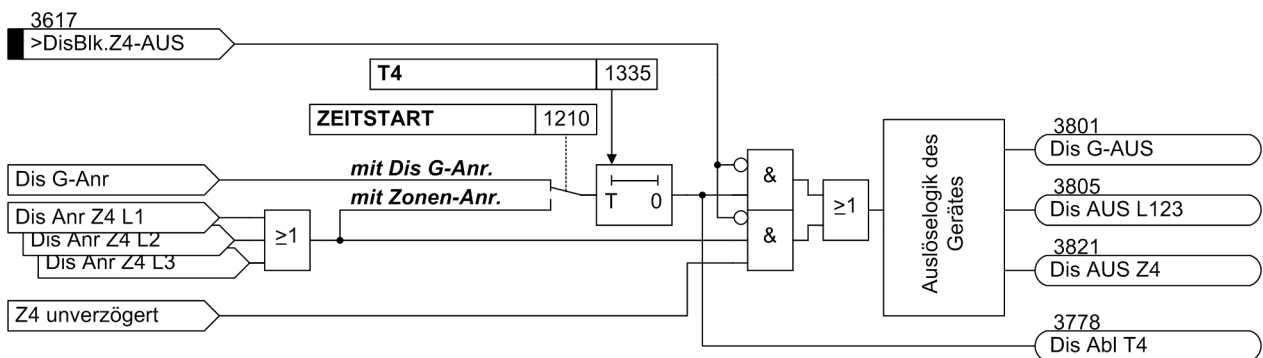 3617
>DisBlk.Z4-AUS
T4 1335
ZEITSTART 1210
Dis G-Anr
mit Dis G-Anr.
mit Zonen-Anr.
T 0
Dis Anr Z4 L1
Dis Anr Z4 L2
Dis Anr Z4 L3
≥1
Z4 unverzögert
&
&
≥1
Auslöselogik des
Gerätes
3801
Dis G-AUS
3805
Dis AUS L123
3821
Dis AUS Z4
3778
Dis Abl T4